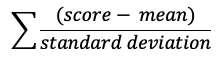 ∑ (score − mean)
standard deviation